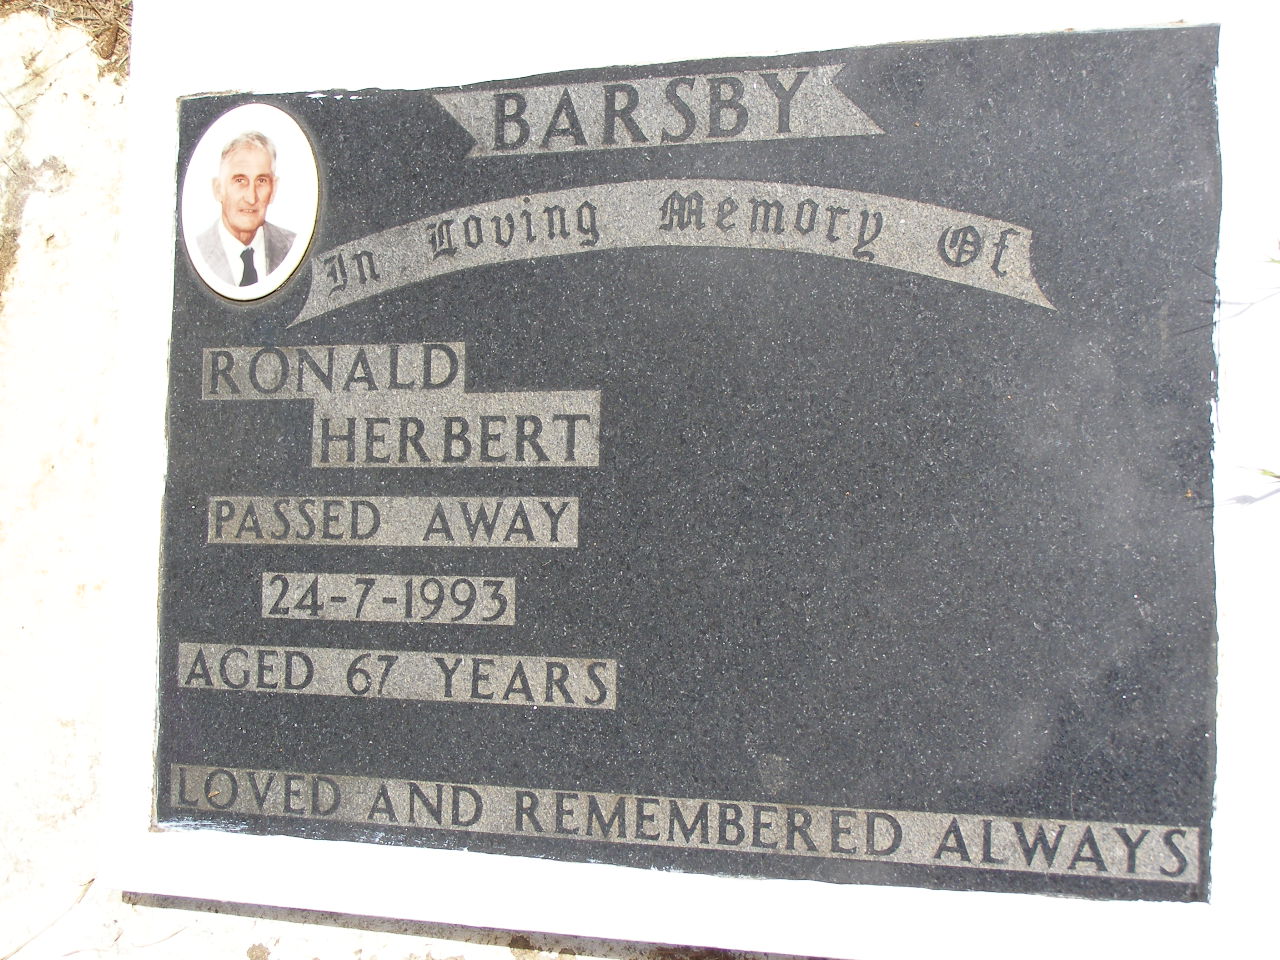 BARSBY
In Loving Memory Of
RONALD
HERBERT
PASSED AWAY
24-7-1993
AGED 67 YEARS
LOVED AND REMEMBERED ALWAYS